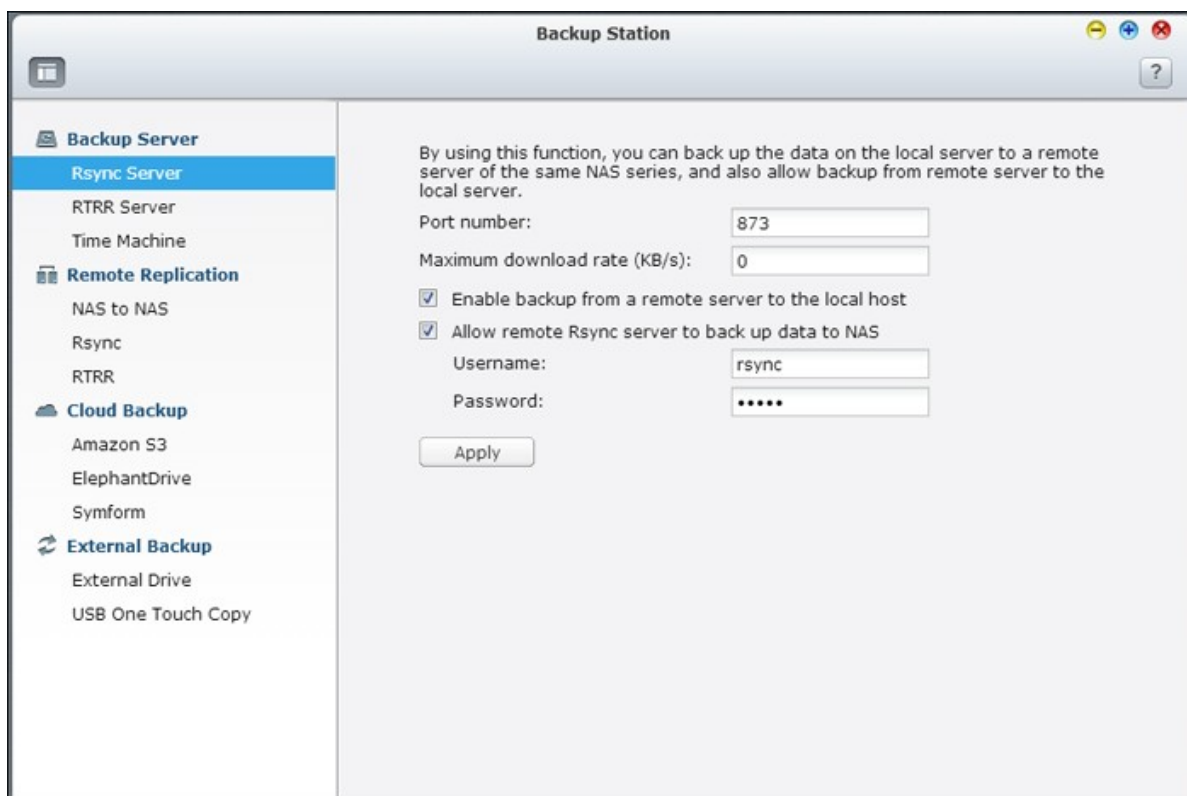 Backup Station
?
Backup Server
Rsync Server
RTRR Server
Time Machine
Remote Replication
NAS to NAS
Rsync
RTRR
Cloud Backup
Amazon S3
ElephantDrive
Symform
External Backup
External Drive
USB One Touch Copy
By using this function, you can back up the data on the local server to a remote
server of the same NAS series, and also allow backup from remote server to the
local server.
Port number: 873
Maximum download rate (KB/s): 0
Enable backup from a remote server to the local host
Allow remote Rsync server to back up data to NAS
Username: rsync
Password: •••••
Apply